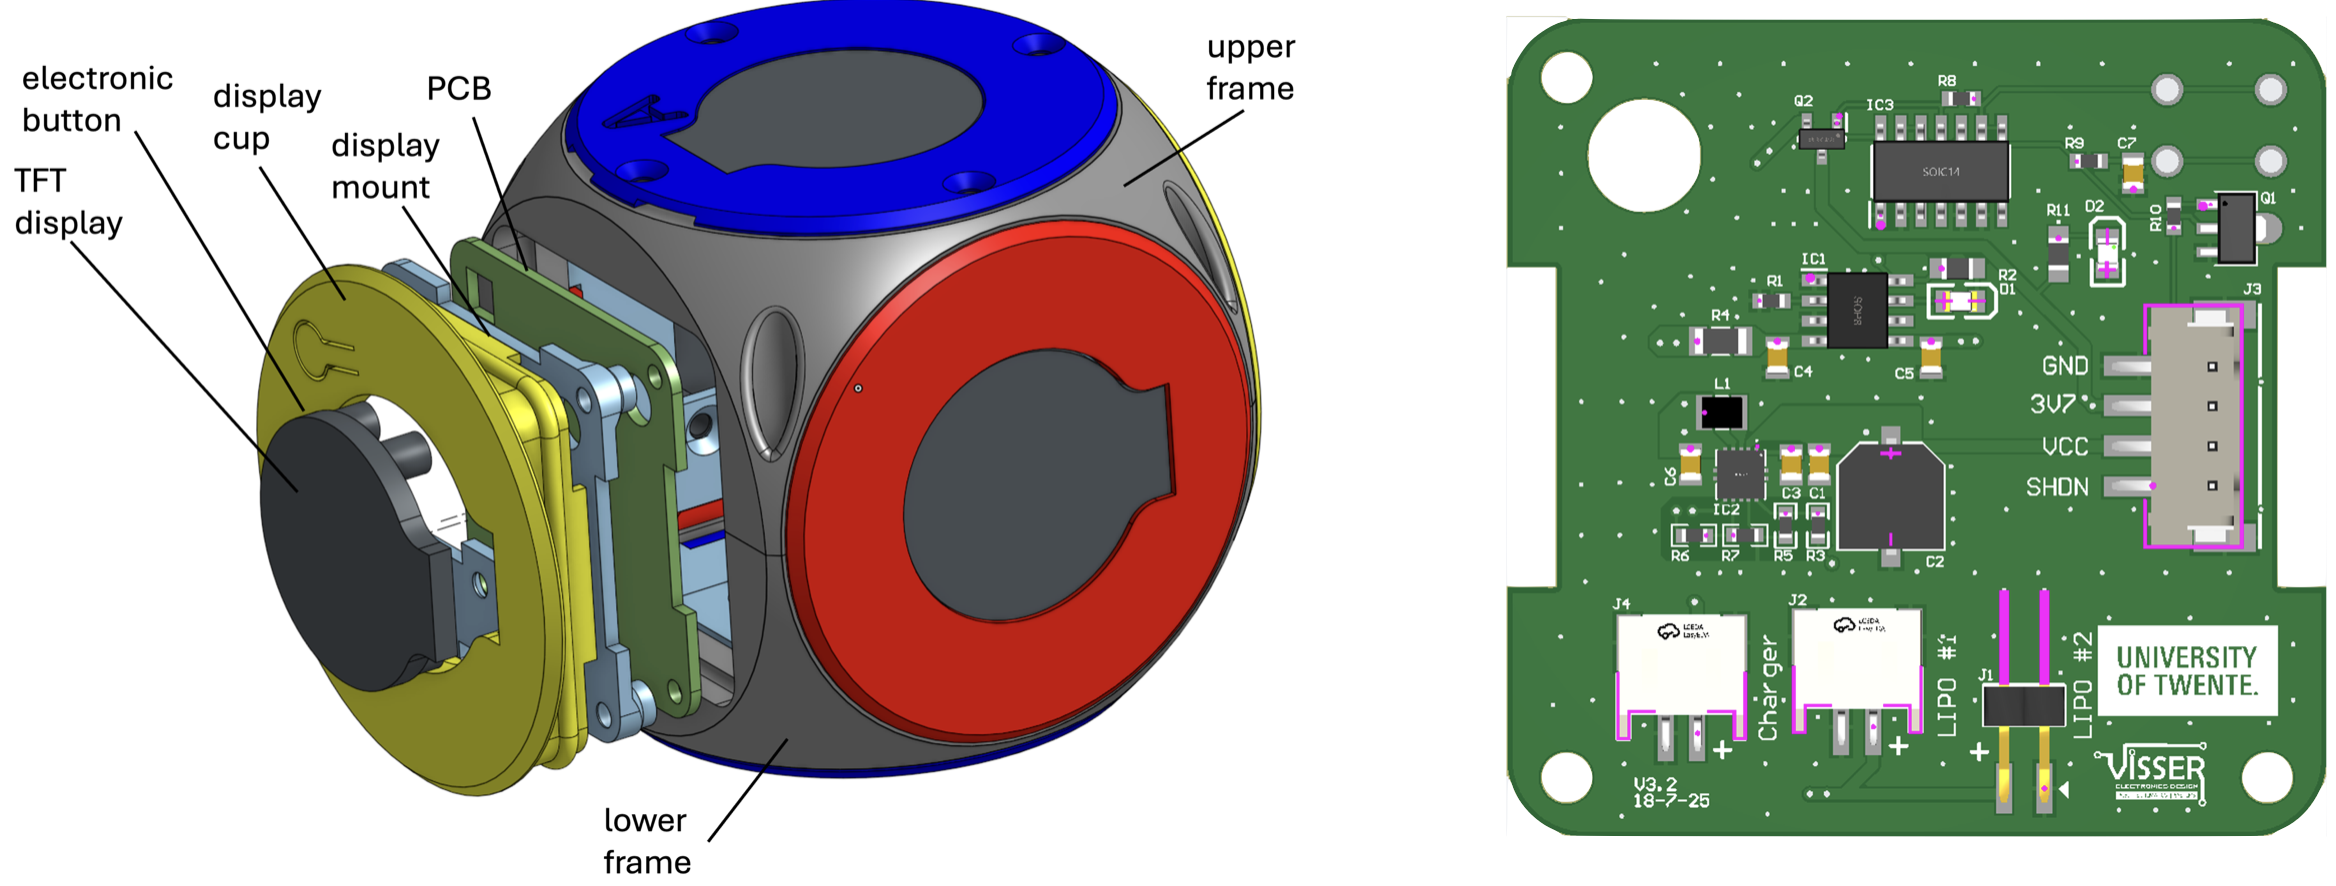 electronic
button
display
cup
PCB
display
mount
TFT
display
upper
frame
A
lower
frame
R8
Q2
IC3
SOIC14
R9
C7
R10
Q1
R11
D2
IC1
R1
SOP8
R2
D1
R4
C4
C5
J3
GND
3V7
VCC
SHDN
L1
C6
IC2
C3
C1
R6
R7
R5
R3
C2
J4
J2
Charger
LIPO #1
J1
LIPO #2
+
+
+
UNIVERSITY
OF TWENTE.
V3.2
18-7-25
VISSER
ELECTRONICS DESIGN